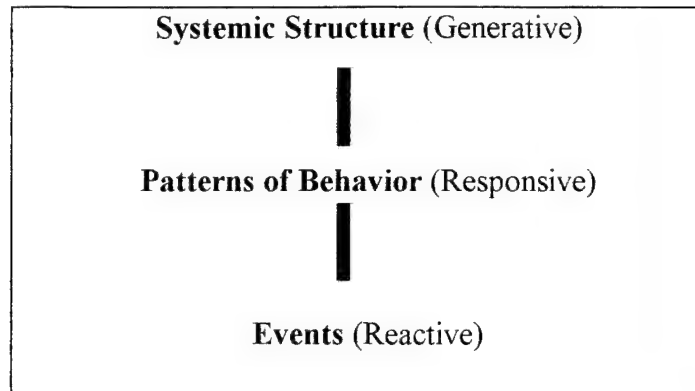 Systemic Structure (Generative)
Patterns of Behavior (Responsive)
Events (Reactive)